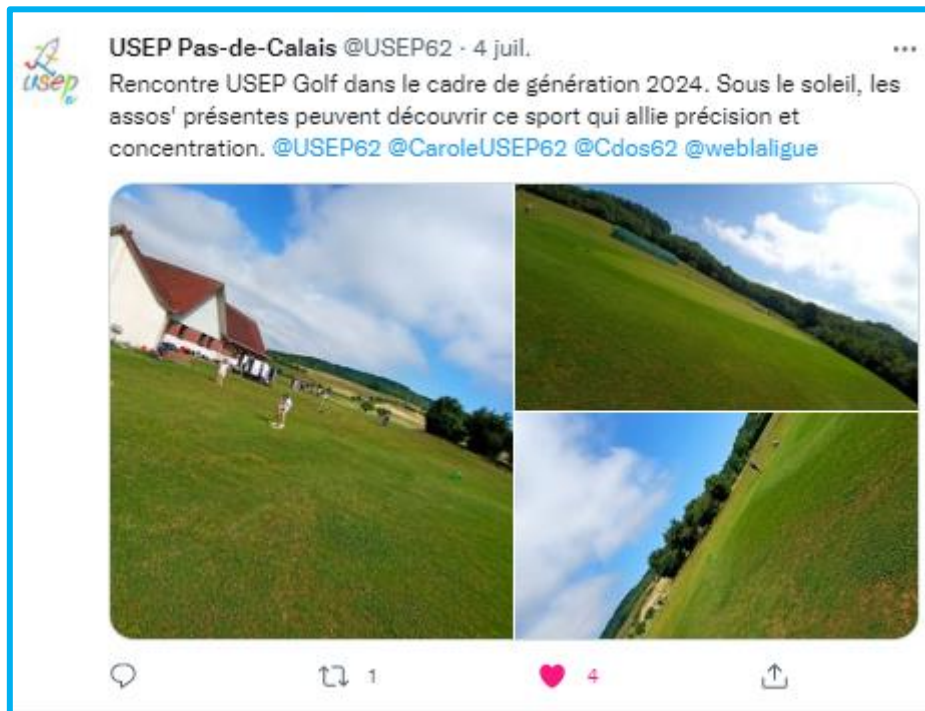 USEP Pas-de-Calais @USEP62 · 4 juil.
usep
Rencontre USEP Golf dans le cadre de génération 2024. Sous le soleil, les
assos' présentes peuvent découvrir ce sport qui allie précision et
concentration. @USEP62 @CaroleUSEP62 @Cdos62 @weblaligue
1
4